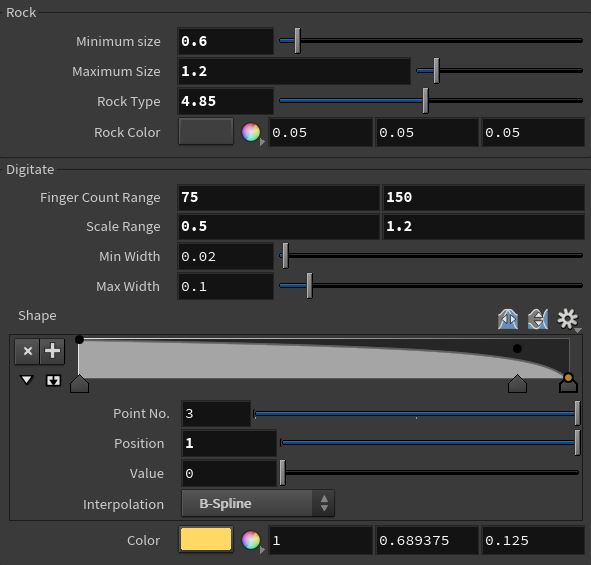 Rock
Minimum size 0.6
Maximum Size 1.2
Rock Type 4.85
Rock Color 0.05 0.05 0.05
Digitate
Finger Count Range 75 150
Scale Range 0.5 1.2
Min Width 0.02
Max Width 0.1
Shape
Point No. 3
Position 1
Value 0
Interpolation B-Spline
Color 1 0.689375 0.125